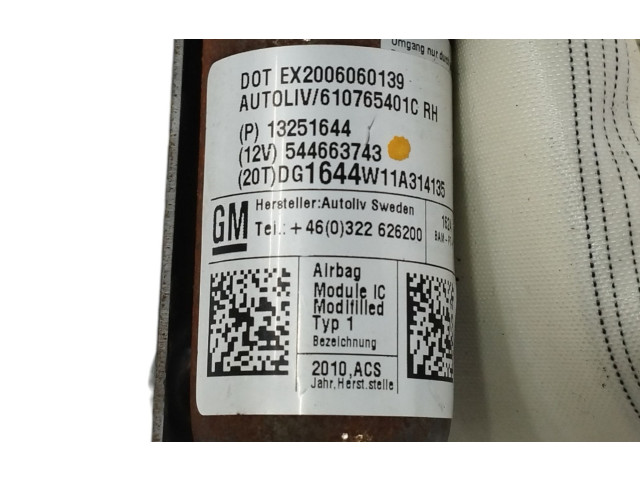 Umgang nur durch
DOT EX2006060139
AUTOLIV/610765401C RH
(P) 13251644
(12V) 544663743
(20T)DG1644W11A314135
GM
Hersteller:Autoliv Sweden
Tel.: +46(0)322 626200
Airbag
Module IC
Modifilled
Typ 1
Bezeichnung
2010,ACS
Jahr,Herst.stelle